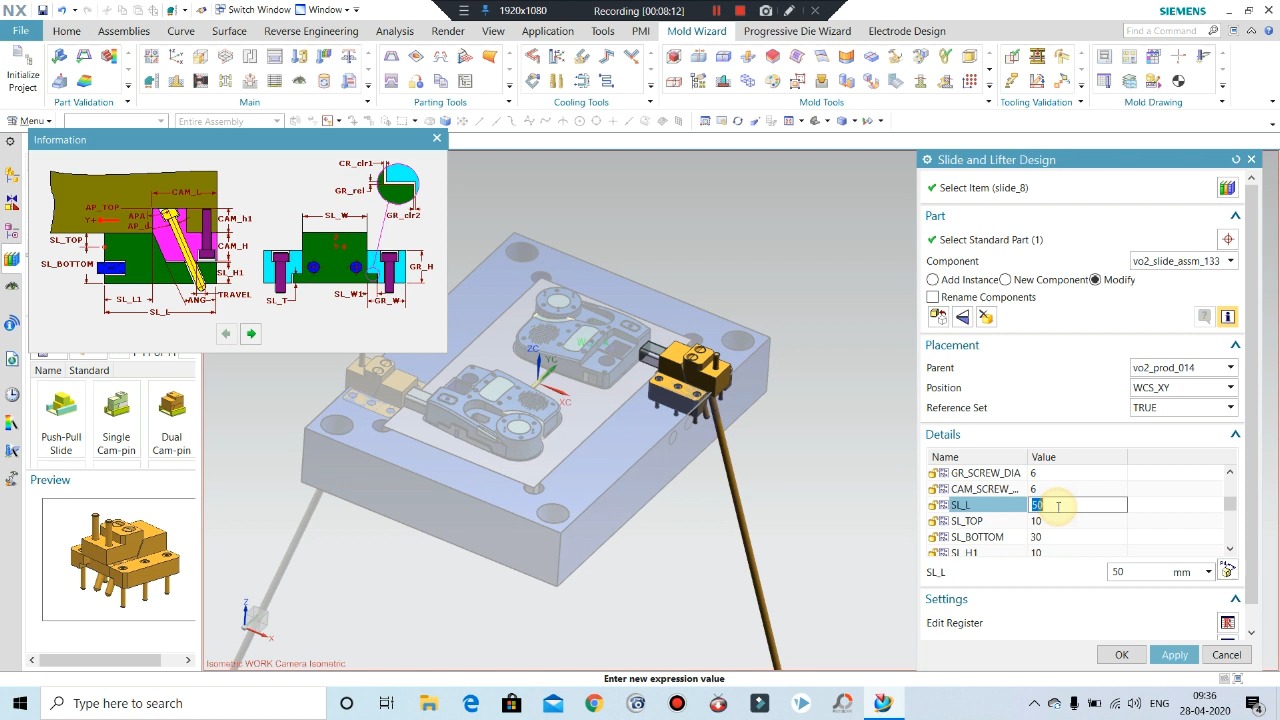 NX
Switch Window
Window
1920x1080
Recording [00:08:12]
SIEMENS
File
Home
Assemblies
Curve
Surface
Reverse Engineering
Analysis
Render
View
Application
Tools
PMI
Mold Wizard
Progressive Die Wizard
Electrode Design
Find a Command
Initialize
Project
Part Validation
Main
Parting Tools
Cooling Tools
Mold Tools
Tooling Validation
Mold Drawing
Menu
Entire Assembly
Information
CAM_L
AP_TOP
APA
AP_d
Y+
CAM_h1
SL_TOP
CAM_H
SL_BOTTOM
SL_H1
SL_L1
ANG
TRAVEL
SL_L
CR_clr1
GR_rel
SL_W
GR_clr2
GR_H
SL_T
SL_W1
GR_W
Name
Standard
Push-Pull
Slide
Single
Cam-pin
Dual
Cam-pin
Preview
ZC
YC
XC
Z
X
Isometric WORK Camera Isometric
Slide and Lifter Design
Select Item (slide_8)
Part
Select Standard Part (1)
Component
vo2_slide_assm_133
Add Instance
New Component
Modify
Rename Components
Placement
Parent
vo2_prod_014
Position
WCS_XY
Reference Set
TRUE
Details
Name Value
GR_SCREW_DIA 6
CAM_SCREW_... 6
SL_L 50
SL_TOP 10
SL_BOTTOM 30
SL_H1 10
SL_L 50 mm
Settings
Edit Register
OK
Apply
Cancel
Enter new expression value
Type here to search
ENG
09:36
28-04-2020
4